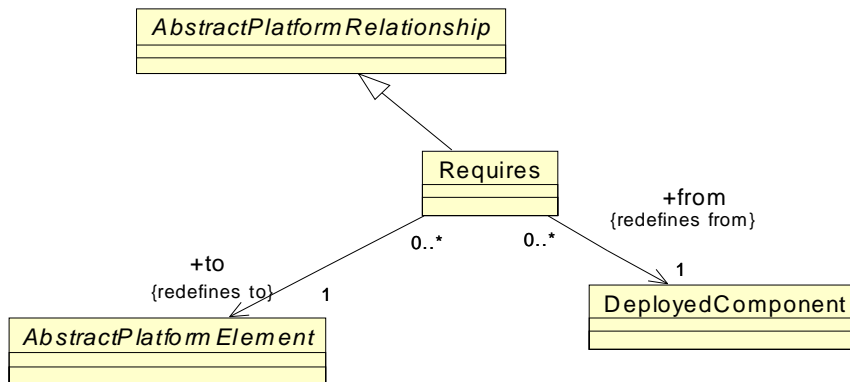 AbstractPlatformRelationship
Requires
+from
{redefines from}
0..*
0..*
+to
{redefines to}
1
1
DeployedComponent
AbstractPlatformElement